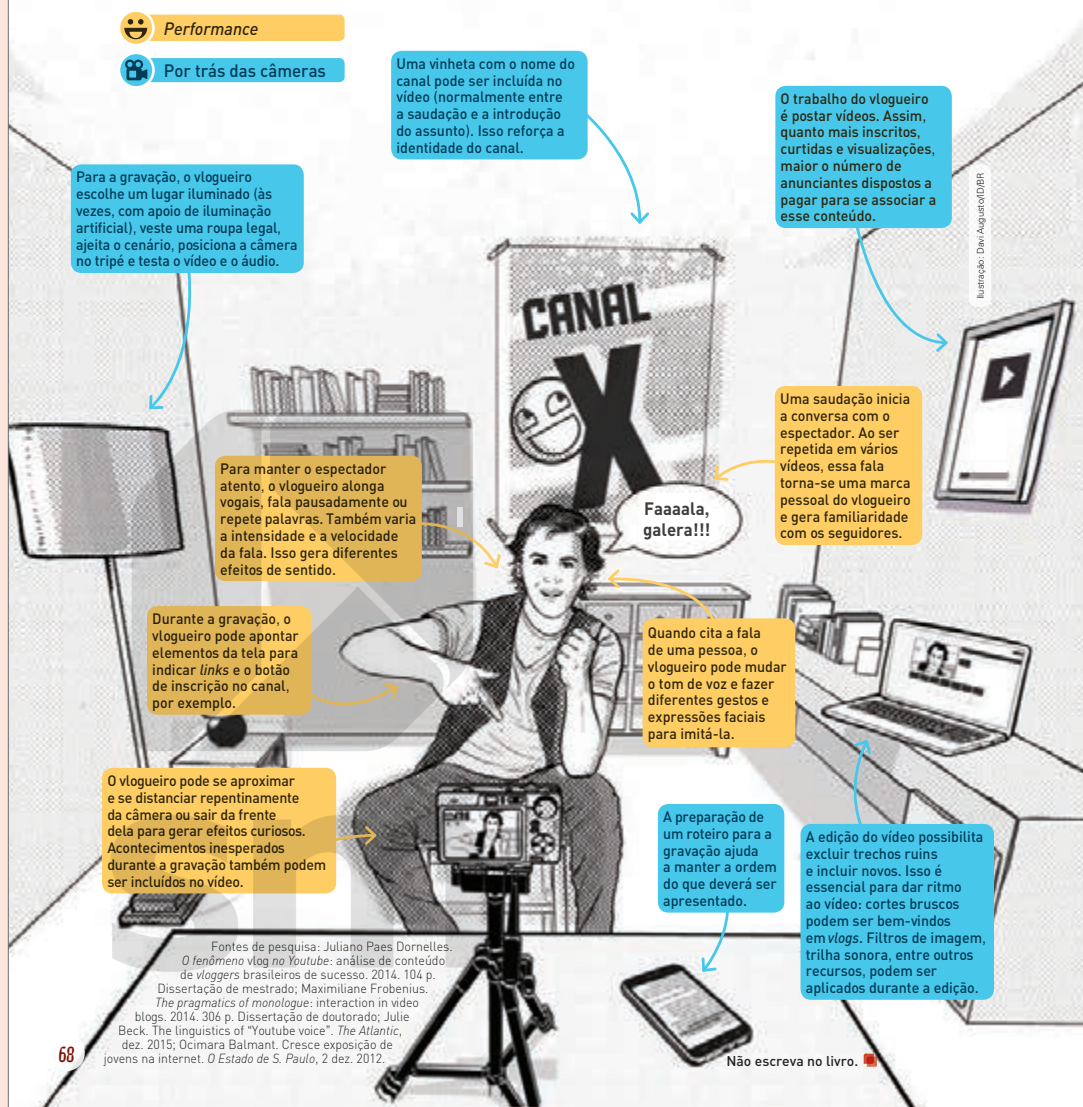 Performance
Por trás das câmeras
Uma vinheta com o nome do
canal pode ser incluída no
vídeo (normalmente entre
a saudação e a introdução
do assunto). Isso reforça a
identidade do canal.
O trabalho do vlogueiro
é postar vídeos. Assim,
quanto mais inscritos,
curtidas e visualizações,
maior o número de
anunciantes dispostos a
pagar para se associar a
esse conteúdo.
Ilustração: Davi Augusto/ID/BR
Para a gravação, o vlogueiro
escolhe um lugar iluminado (às
vezes, com apoio de iluminação
artificial), veste uma roupa legal,
ajeita o cenário, posiciona a câmera
no tripé e testa o vídeo e o áudio.
CANAL
X
Uma saudação inicia
a conversa com o
espectador. Ao ser
repetida em vários
vídeos, essa fala
torna-se uma marca
pessoal do vlogueiro
e gera familiaridade
com os seguidores.
Para manter o espectador
atento, o vlogueiro alonga
vogais, fala pausadamente ou
repete palavras. Também varia
a intensidade e a velocidade
da fala. Isso gera diferentes
efeitos de sentido.
Faaaala,
galera!!!
Durante a gravação, o
vlogueiro pode apontar
elementos da tela para
indicar links e o botão
de inscrição no canal,
por exemplo.
Quando cita a fala
de uma pessoa, o
vlogueiro pode mudar
o tom de voz e fazer
diferentes gestos e
expressões faciais
para imitá-la.
O vlogueiro pode se aproximar
e se distanciar repentinamente
da câmera ou sair da frente
dela para gerar efeitos curiosos.
Acontecimentos inesperados
durante a gravação também podem
ser incluídos no vídeo.
A preparação de
um roteiro para a
gravação ajuda
a manter a ordem
do que deverá ser
apresentado.
A edição do vídeo possibilita
excluir trechos ruins
e incluir novos. Isso é
essencial para dar ritmo
ao vídeo: cortes bruscos
podem ser bem-vindos
em vlogs. Filtros de imagem,
trilha sonora, entre outros
recursos, podem ser
aplicados durante a edição.
Fontes de pesquisa: Juliano Paes Dornelles.
O fenômeno vlog no Youtube: análise de conteúdo
de vloggers brasileiros de sucesso. 2014. 104 p.
Dissertação de mestrado; Maximiliane Frobenius.
The pragmatics of monologue: interaction in video
blogs. 2014. 306 p. Dissertação de doutorado; Julie
Beck. The linguistics of "Youtube voice". The Atlantic,
dez. 2015; Ocimara Balmant. Cresce exposição de
jovens na internet. O Estado de S. Paulo, 2 dez. 2012.
68
Não escreva no livro.